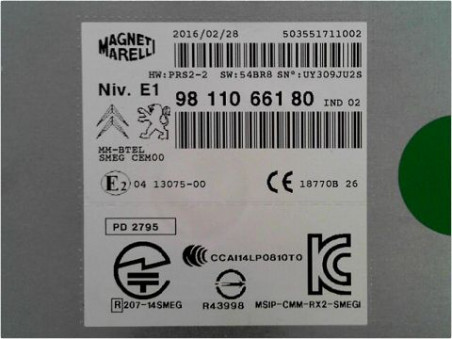 MAGNETI
MARELLI
2016/02/28 503551711002
HW:PRS2-2 SW:54BR8 SN°:UY309JU2S
Niv. E1
98 110 661 80 IND 02
MM-BTEL
SMEG CEM00
E2 04 13075-00 CE 18770B 26
PD 2795
CCAI14LP0810T0
R 207-14SMEG R43998 MSIP-CMM-RX2-SMEGI